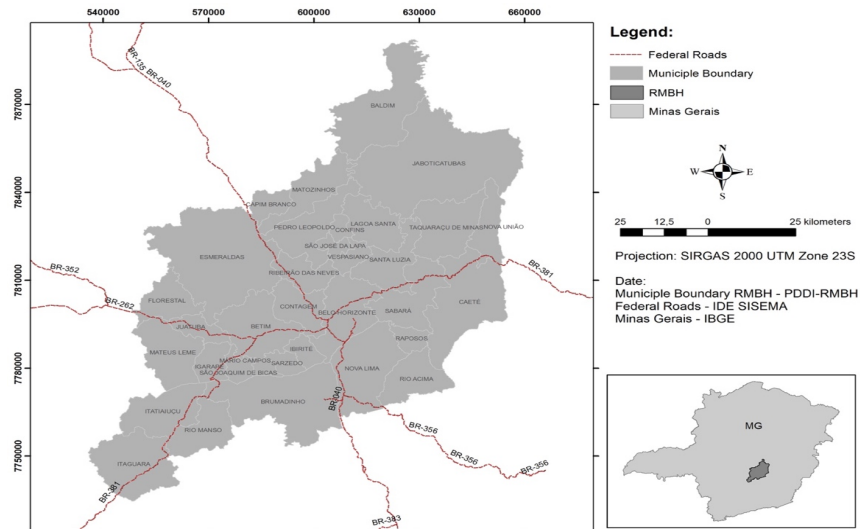 540000 570000 600000 630000 660000
7870000
7840000
7810000
7780000
7750000
BR-135
BR-040
BALDIM
JABOTICATUBAS
MATOZINHOS
CAPIM BRANCO
PEDRO LEOPOLDO
LAGOA SANTA
CONFINS
TAQUARAÇU DE MINAS
NOVA UNIÃO
SÃO JOSÉ DA LAPA
VESPASIANO
SANTA LUZIA
ESMERALDAS
RIBEIRÃO DAS NEVES
BR-352
BR-381
BR-262
FLORESTAL
CONTAGEM
BELO HORIZONTE
SABARÁ
CAETÉ
JUATUBA
BETIM
MATEUS LEME
IBIRITÉ
RAPOSOS
MÁRIO CAMPOS
SARZEDO
IGARAPÉ
SÃO JOAQUIM DE BICAS
NOVA LIMA
RIO ACIMA
BRUMADINHO
BR-040
ITATIAIUÇU
RIO MANSO
BR-356
BR-356
BR-356
ITAGUARA
BR-381
BR-383
Legend:
Federal Roads
Municiple Boundary
RMBH
Minas Gerais
N
W E
S
25 12,5 0 25 kilometers
Projection: SIRGAS 2000 UTM Zone 23S
Date:
Municiple Boundary RMBH - PDDI-RMBH
Federal Roads - IDE SISEMA
Minas Gerais - IBGE
MG